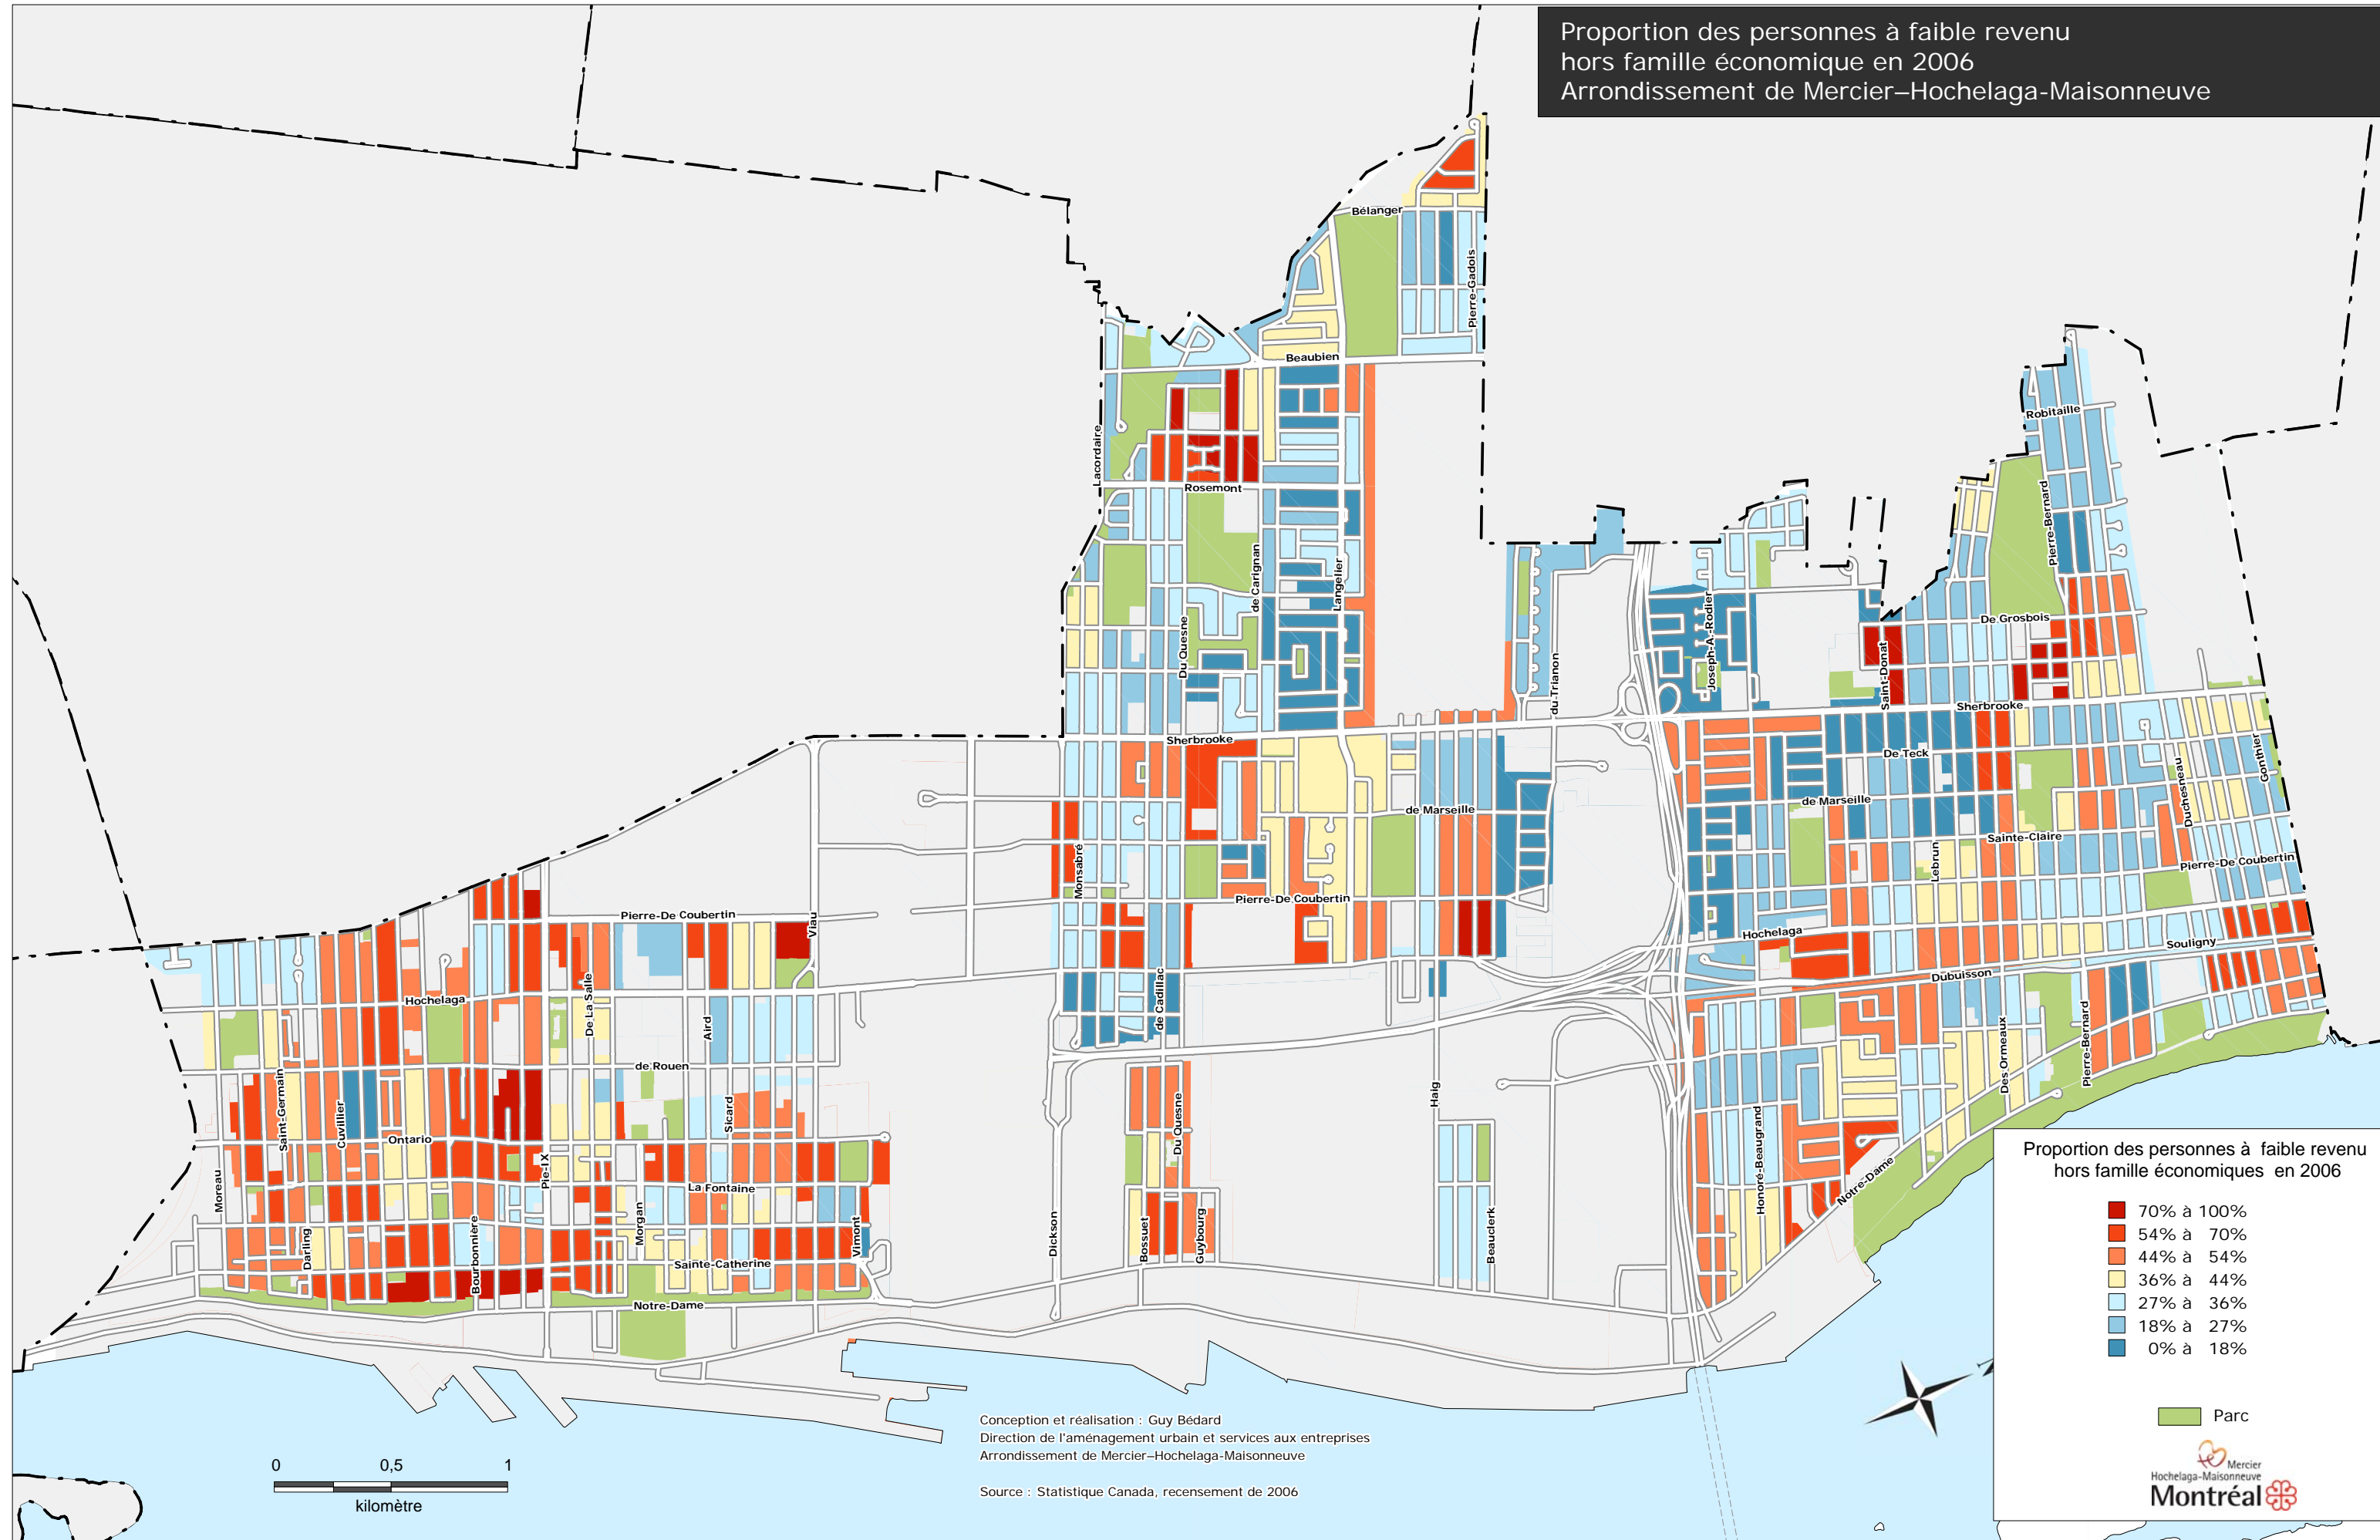 Proportion des personnes à faible revenu
hors famille économique en 2006
Arrondissement de Mercier–Hochelaga-Maisonneuve
Bélanger
Pierre-Gadois
Beaubien
Lacordaire
Rosemont
de Carignan
Langelier
Du Quesne
Sherbrooke
du Trianon
Joseph-A.-Rodier
Saint-Donat
Robitaille
Pierre-Bernard
De Grosbois
Sherbrooke
De Teck
de Marseille
de Marseille
Sainte-Claire
Lebrun
Duchesneau
Gonthier
Pierre-De Coubertin
Monsabré
Pierre-De Coubertin
Pierre-De Coubertin
Viau
Hochelaga
Souligny
Dubuisson
Hochelaga
De La Salle
Aird
de Cadillac
de Rouen
Saint-Germain
Cuvillier
Ontario
Sicard
Moreau
Pie-IX
La Fontaine
Morgan
Darling
Bourbonnière
Vimont
Sainte-Catherine
Notre-Dame
Dickson
Du Quesne
Bossuet
Guybourg
Haig
Beauclerk
Honoré-Beaugrand
Des Ormeaux
Pierre-Bernard
Notre-Dame
Proportion des personnes à faible revenu
hors famille économiques en 2006
70% à 100%
54% à 70%
44% à 54%
36% à 44%
27% à 36%
18% à 27%
0% à 18%
Parc
Mercier
Hochelaga-Maisonneuve
Montréal
Conception et réalisation : Guy Bédard
Direction de l'aménagement urbain et services aux entreprises
Arrondissement de Mercier–Hochelaga-Maisonneuve
Source : Statistique Canada, recensement de 2006
0 0,5 1
kilomètre